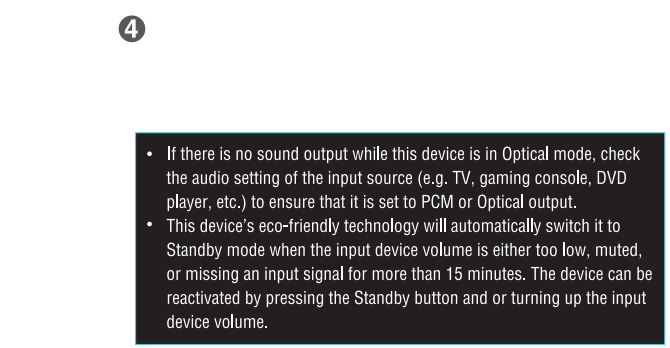 4
• If there is no sound output while this device is in Optical mode, check
the audio setting of the input source (e.g. TV, gaming console, DVD
player, etc.) to ensure that it is set to PCM or Optical output.
• This device's eco-friendly technology will automatically switch it to
Standby mode when the input device volume is either too low, muted,
or missing an input signal for more than 15 minutes. The device can be
reactivated by pressing the Standby button and or turning up the input
device volume.